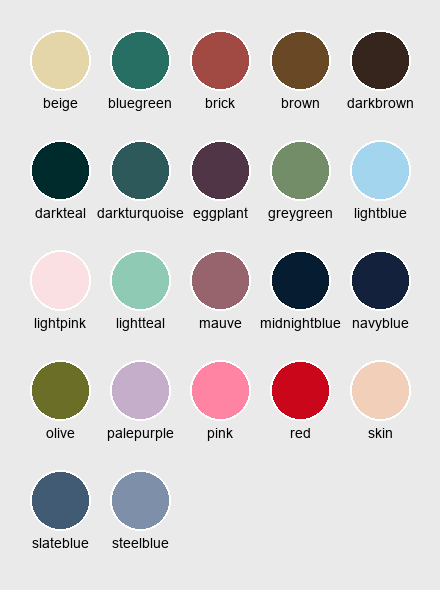 beige bluegreen brick brown darkbrown
darkteal darkturquoise eggplant greygreen lightblue
lightpink lightteal mauve midnightblue navyblue
olive palepurple pink red skin
slateblue steelblue